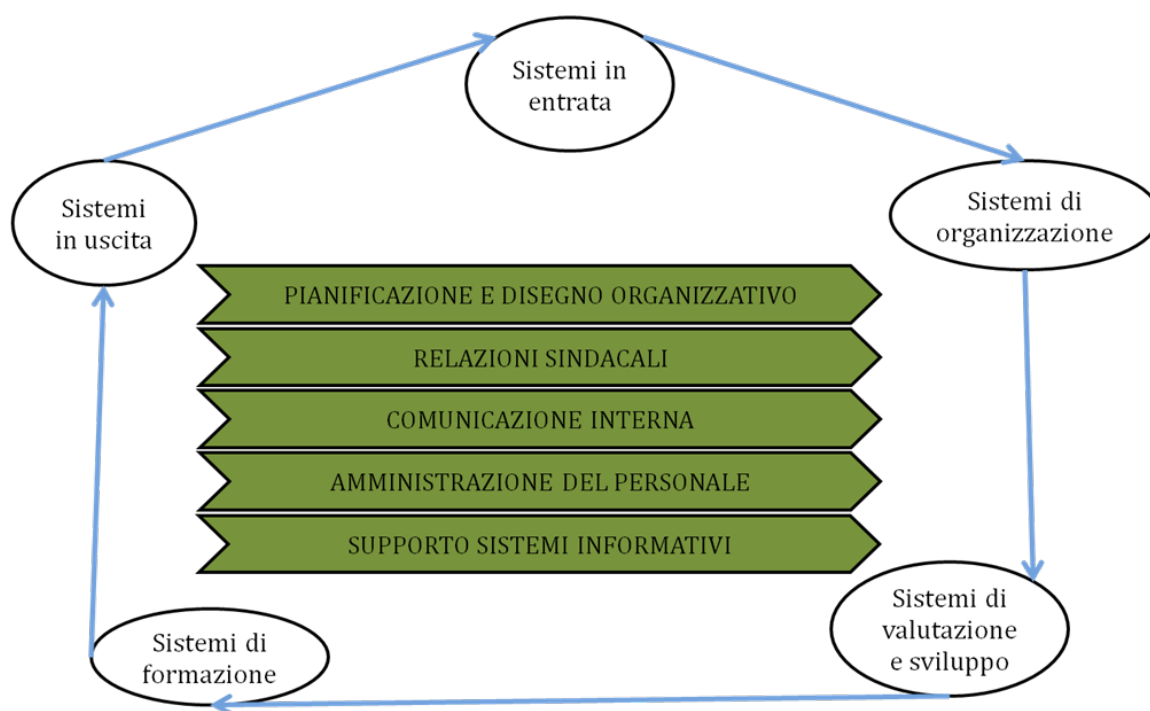 Sistemi in
entrata
Sistemi
in uscita
Sistemi di
organizzazione
PIANIFICAZIONE E DISEGNO ORGANIZZATIVO
RELAZIONI SINDACALI
COMUNICAZIONE INTERNA
AMMINISTRAZIONE DEL PERSONALE
SUPPORTO SISTEMI INFORMATIVI
Sistemi di
formazione
Sistemi di
valutazione
e sviluppo